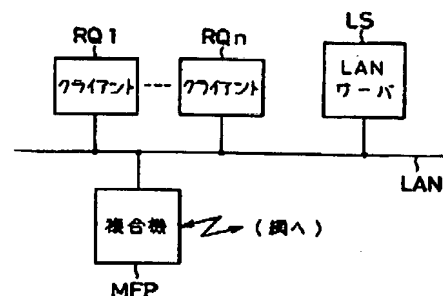 RQ1 RQn LS
クライアント --- クライアント LAN
サーバ
LAN
複合機 (網へ)
MFP